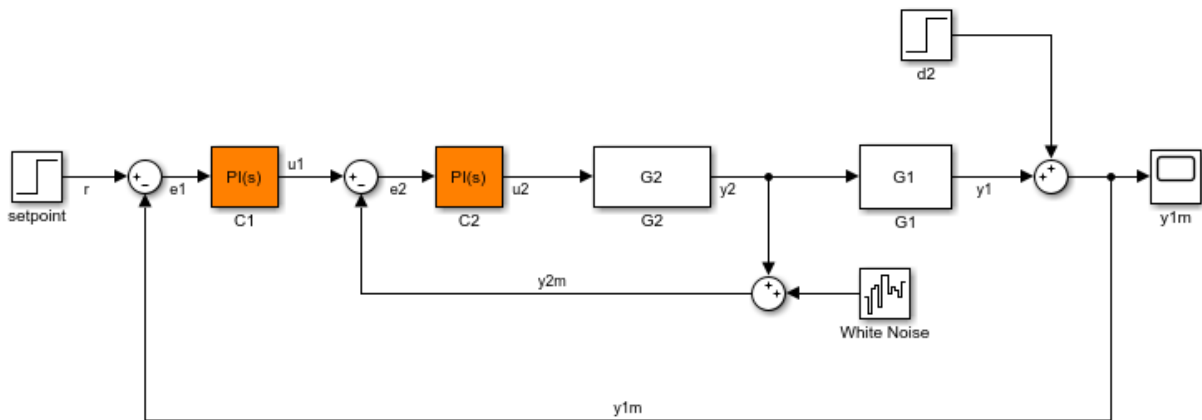 d2
setpoint
r
e1
PI(s)
C1
u1
e2
PI(s)
C2
u2
G2
G2
y2
G1
G1
y1
y1m
y2m
White Noise
y1m